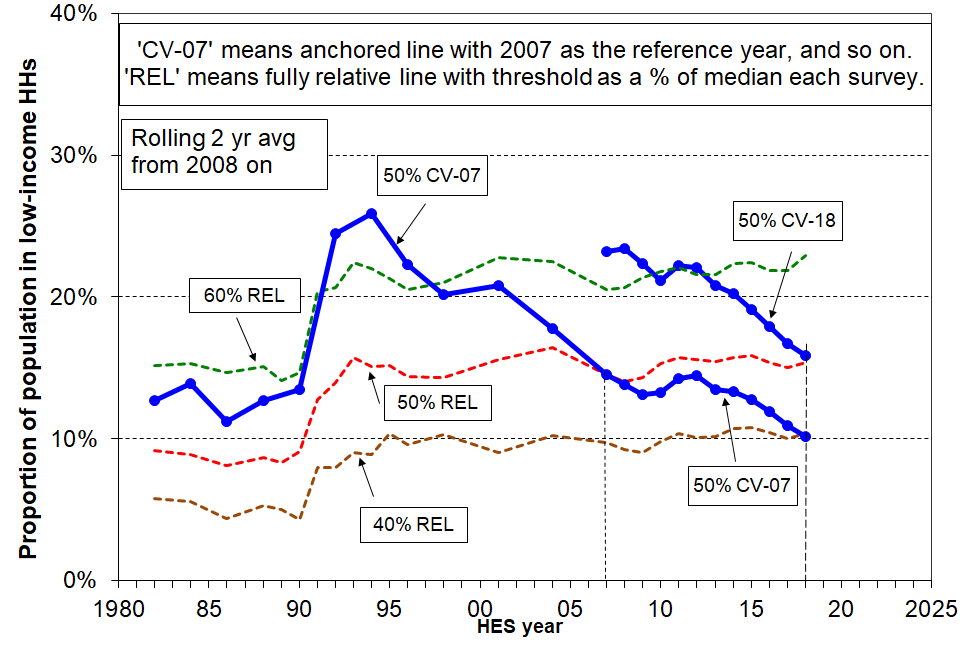 40%
'CV-07' means anchored line with 2007 as the reference year, and so on.
'REL' means fully relative line with threshold as a % of median each survey.
Rolling 2 yr avg
from 2008 on
30%
50% CV-07
50% CV-18
20%
60% REL
50% REL
10%
50% CV-07
40% REL
0%
1980 85 90 95 00 05 10 15 20 2025
HES year
Proportion of population in low-income HHs